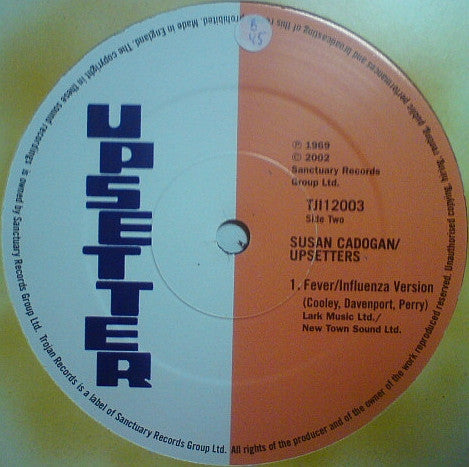 UPSETTER
℗ 1969
© 2002
Sanctuary Records
Group Ltd.
TJI12003
Side Two
SUSAN CADOGAN/
UPSETTERS
1. Fever/Influenza Version
(Cooley, Davenport, Perry)
Lark Music Ltd./
New Town Sound Ltd.
Trojan Records is a label of Sanctuary Records Group Ltd. All rights of the producer and of the owner of the work reproduced reserved. Unauthorised copying, hiring, renting, public performances and broadcasting of this prohibited. Made in England. The copyright in these sound recordings is owned by Sanctuary Records Group Ltd.
45